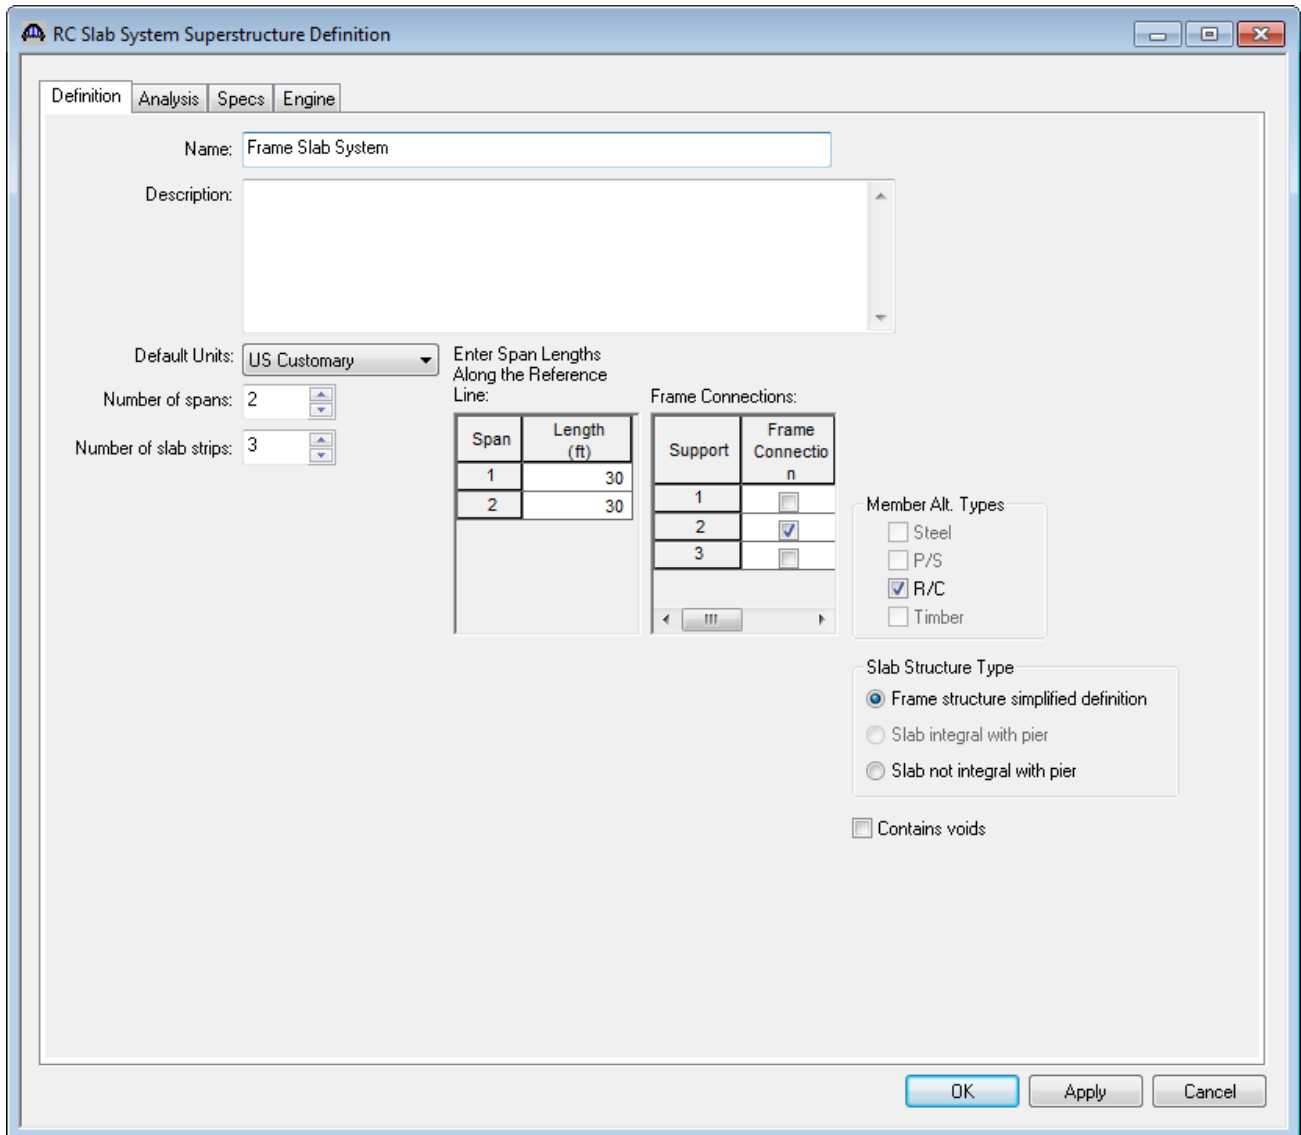 RC Slab System Superstructure Definition
Definition Analysis Specs Engine
Name: Frame Slab System
Description:
Default Units: US Customary
Number of spans: 2
Number of slab strips: 3
Enter Span Lengths
Along the Reference
Line:
Span Length
(ft)
1 30
2 30
Frame Connections:
Support Frame
Connectio
n
1
2
3
Member Alt. Types
Steel
P/S
R/C
Timber
Slab Structure Type
Frame structure simplified definition
Slab integral with pier
Slab not integral with pier
Contains voids
OK Apply Cancel